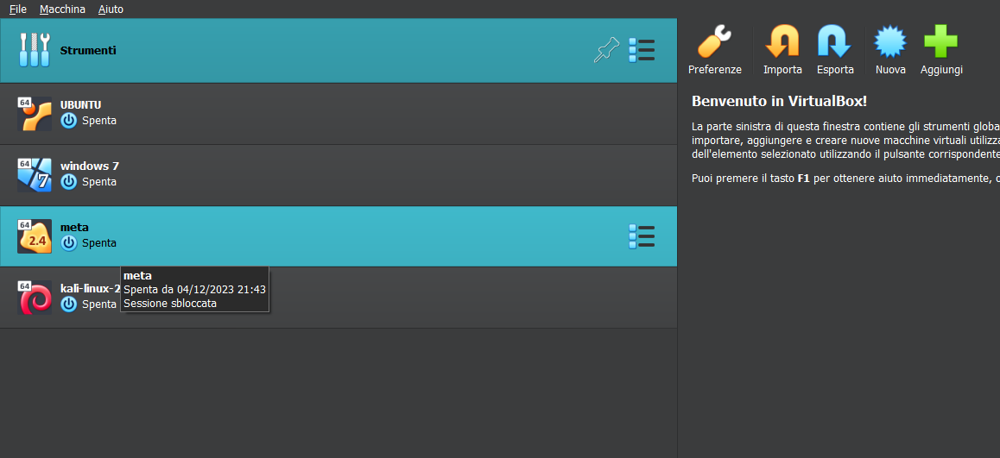 File Macchina Aiuto
Strumenti
64
UBUNTU
Spenta
64
7
windows 7
Spenta
64
2.4
meta
Spenta
64
kali-linux-2
Spenta
meta
Spenta da 04/12/2023 21:43
Sessione sbloccata
Preferenze Importa Esporta Nuova Aggiungi
Benvenuto in VirtualBox!
La parte sinistra di questa finestra contiene gli strumenti globa
importare, aggiungere e creare nuove macchine virtuali utilizza
dell'elemento selezionato utilizzando il pulsante corrispondente
Puoi premere il tasto F1 per ottenere aiuto immediatamente,